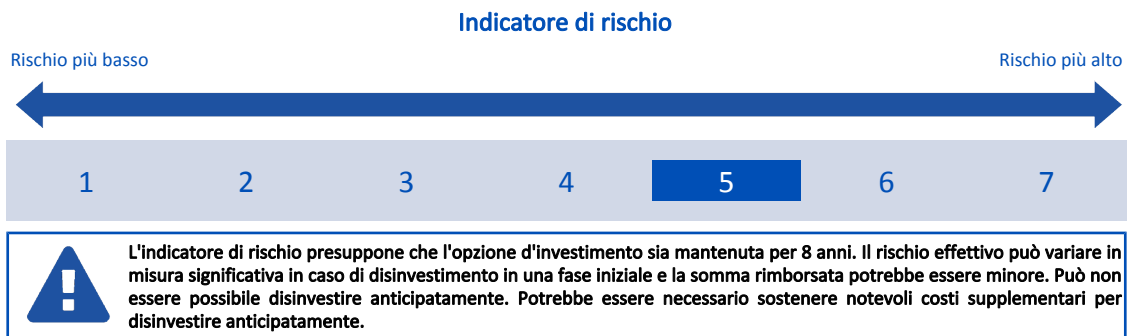 Indicatore di rischio
Rischio più basso Rischio più alto
1 2 3 4 5 6 7
L'indicatore di rischio presuppone che l'opzione d'investimento sia mantenuta per 8 anni. Il rischio effettivo può variare in
misura significativa in caso di disinvestimento in una fase iniziale e la somma rimborsata potrebbe essere minore. Può non
essere possibile disinvestire anticipatamente. Potrebbe essere necessario sostenere notevoli costi supplementari per
disinvestire anticipatamente.